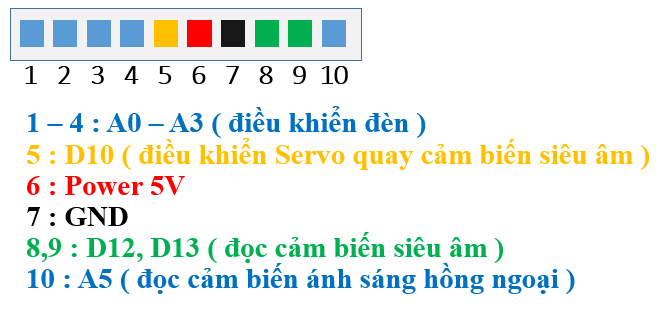 1 2 3 4 5 6 7 8 9 10
1 – 4 : A0 – A3 ( điều khiển đèn )
5 : D10 ( điều khiển Servo quay cảm biến siêu âm )
6 : Power 5V
7 : GND
8,9 : D12, D13 ( đọc cảm biến siêu âm )
10 : A5 ( đọc cảm biến ánh sáng hồng ngoại )